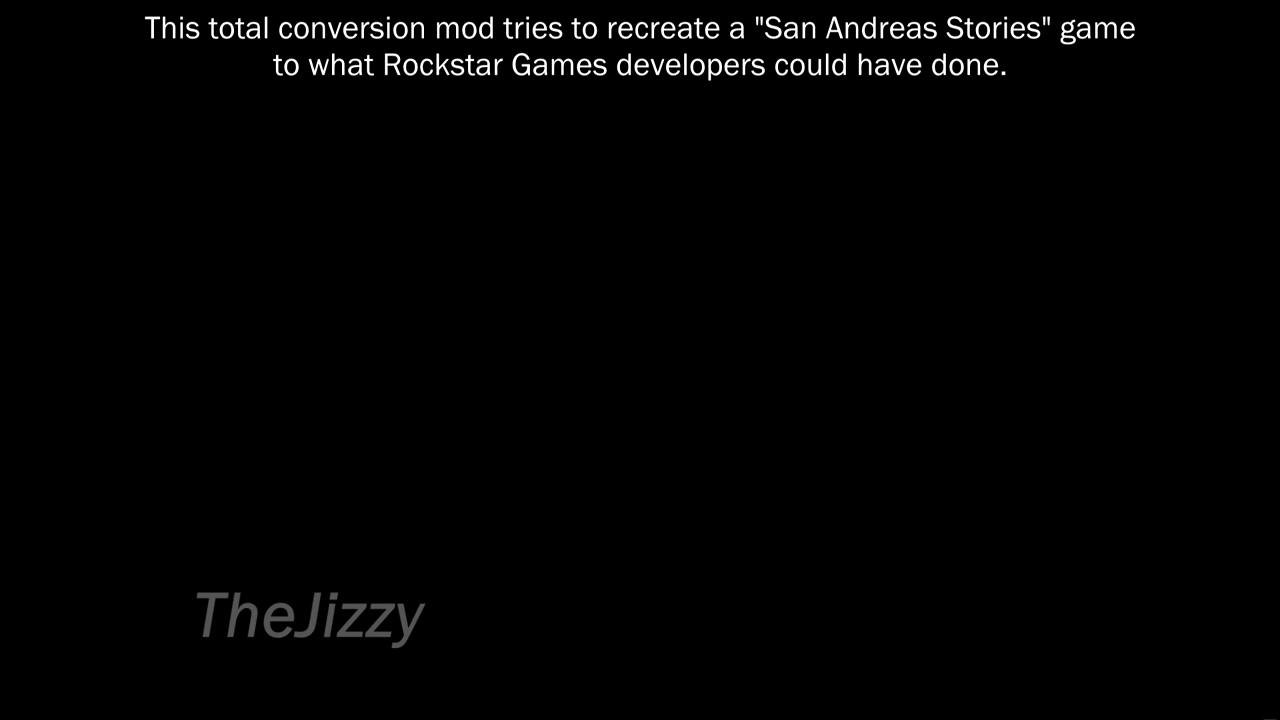 This total conversion mod tries to recreate a "San Andreas Stories" game
to what Rockstar Games developers could have done.
TheJizzy